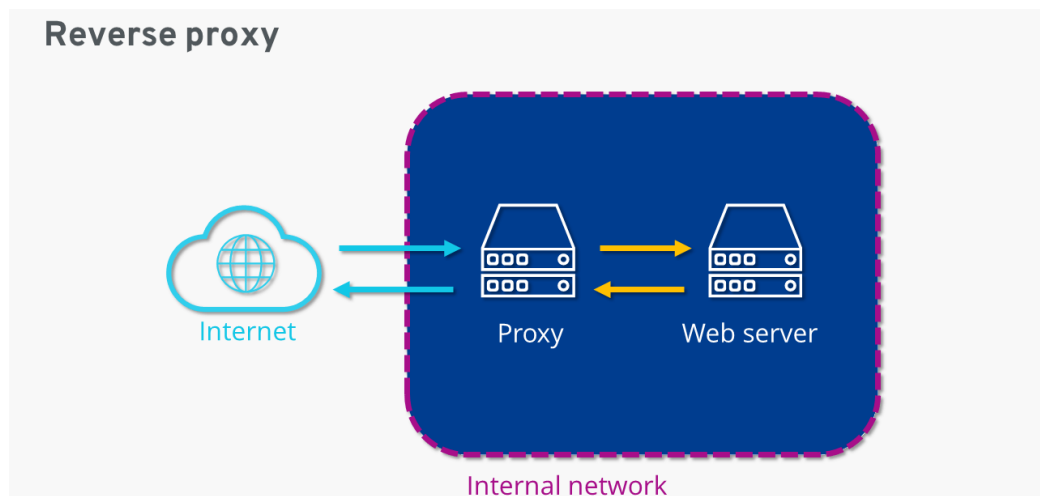 Reverse proxy
Internet
Proxy
Web server
Internal network